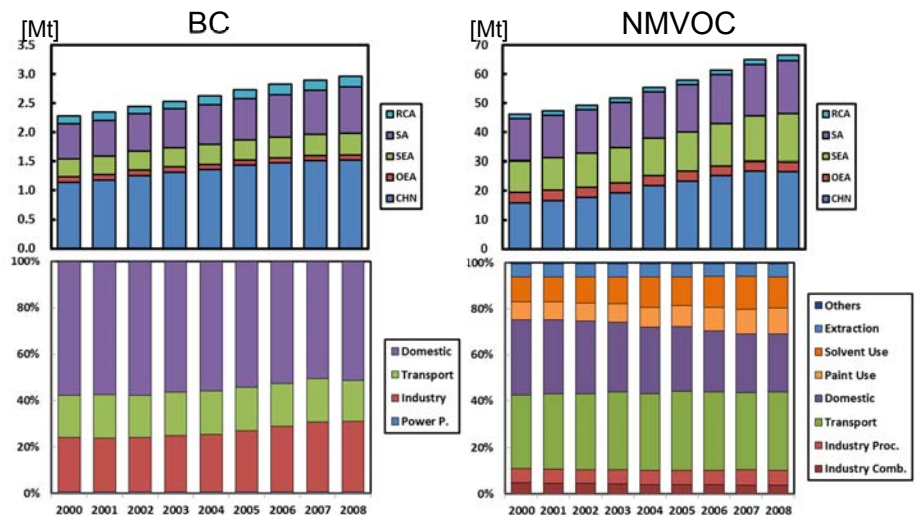 BC
[Mt]
3.5
3.0
2.5
2.0
1.5
1.0
0.5
0.0
RCA
SA
SEA
OEA
CHN
100%
80%
60%
40%
20%
0%
2000 2001 2002 2003 2004 2005 2006 2007 2008
Domestic
Transport
Industry
Power P.
NMVOC
[Mt]
70
60
50
40
30
20
10
0
RCA
SA
SEA
OEA
CHN
100%
80%
60%
40%
20%
0%
2000 2001 2002 2003 2004 2005 2006 2007 2008
Others
Extraction
Solvent Use
Paint Use
Domestic
Transport
Industry Proc.
Industry Comb.